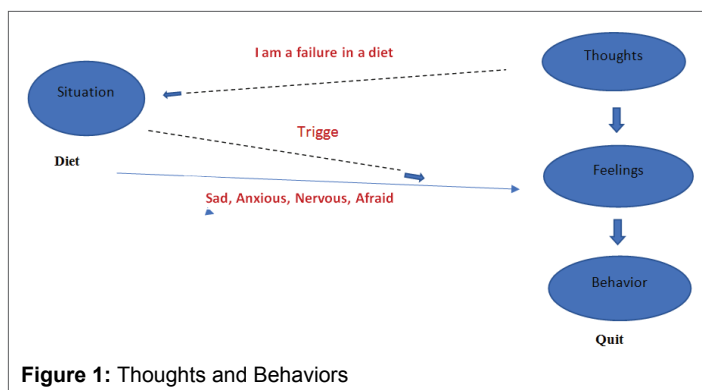 I am a failure in a diet
Thoughts
Situation
Trigge
Diet
Feelings
Sad, Anxious, Nervous, Afraid
Behavior
Quit
Figure 1: Thoughts and Behaviors